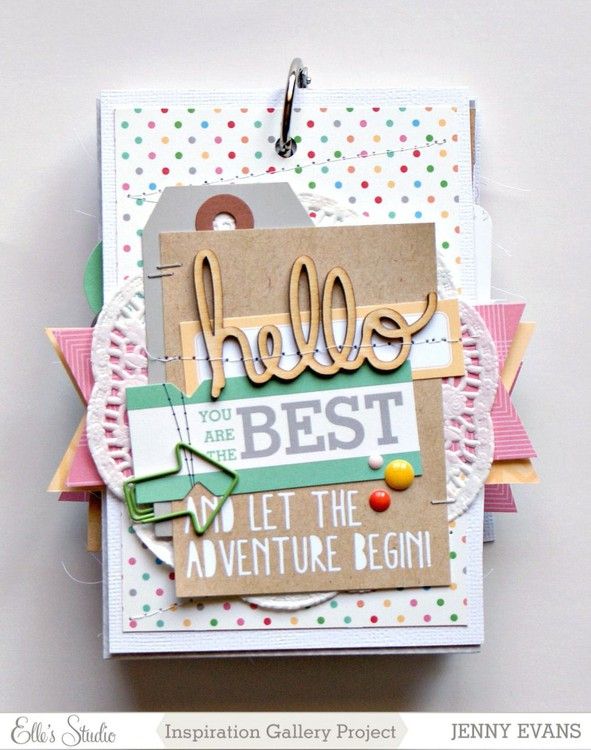 hello
YOU
ARE
THE
BEST
AND LET THE
ADVENTURE BEGIN!
Elle's Studio
Inspiration Gallery Project
JENNY EVANS